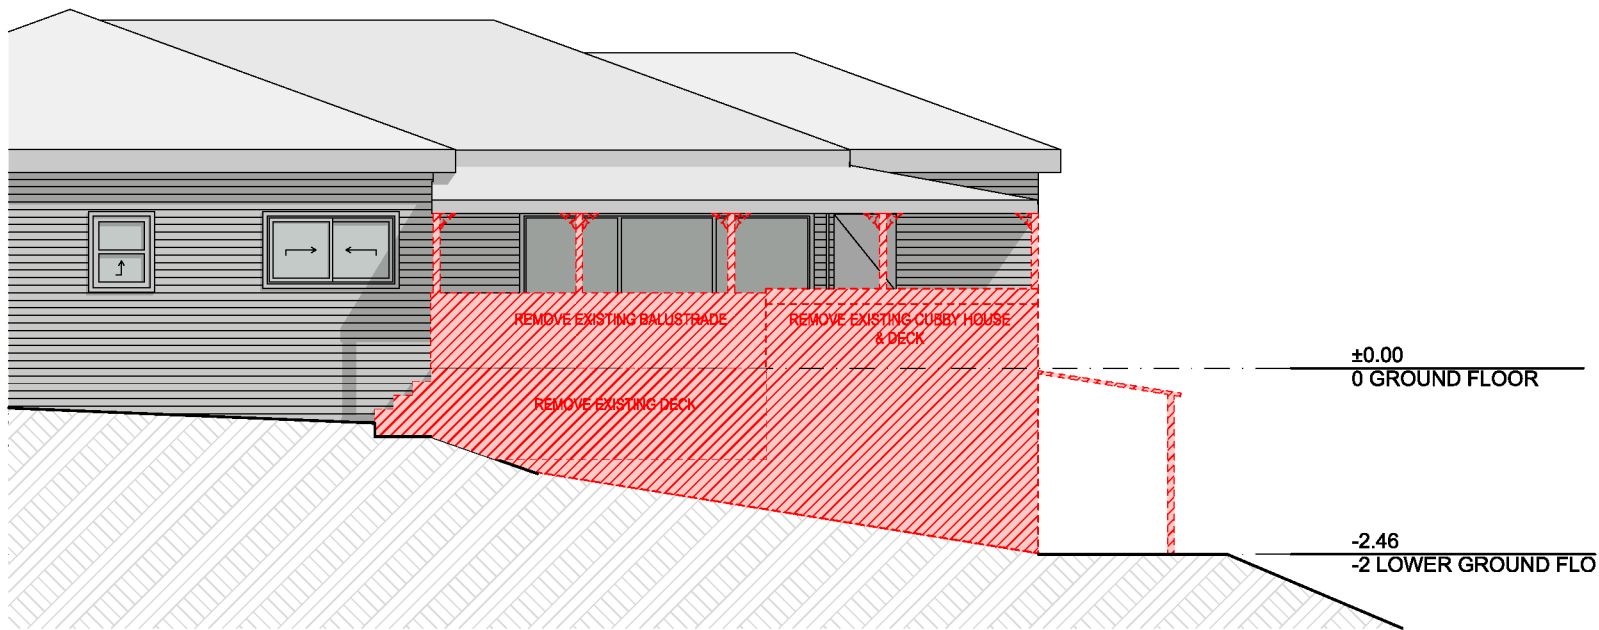 REMOVE EXISTING BALUSTRADE
REMOVE EXISTING CUBBY HOUSE
& DECK
±0.00
0 GROUND FLOOR
REMOVE EXISTING DECK
-2.46
-2 LOWER GROUND FLO